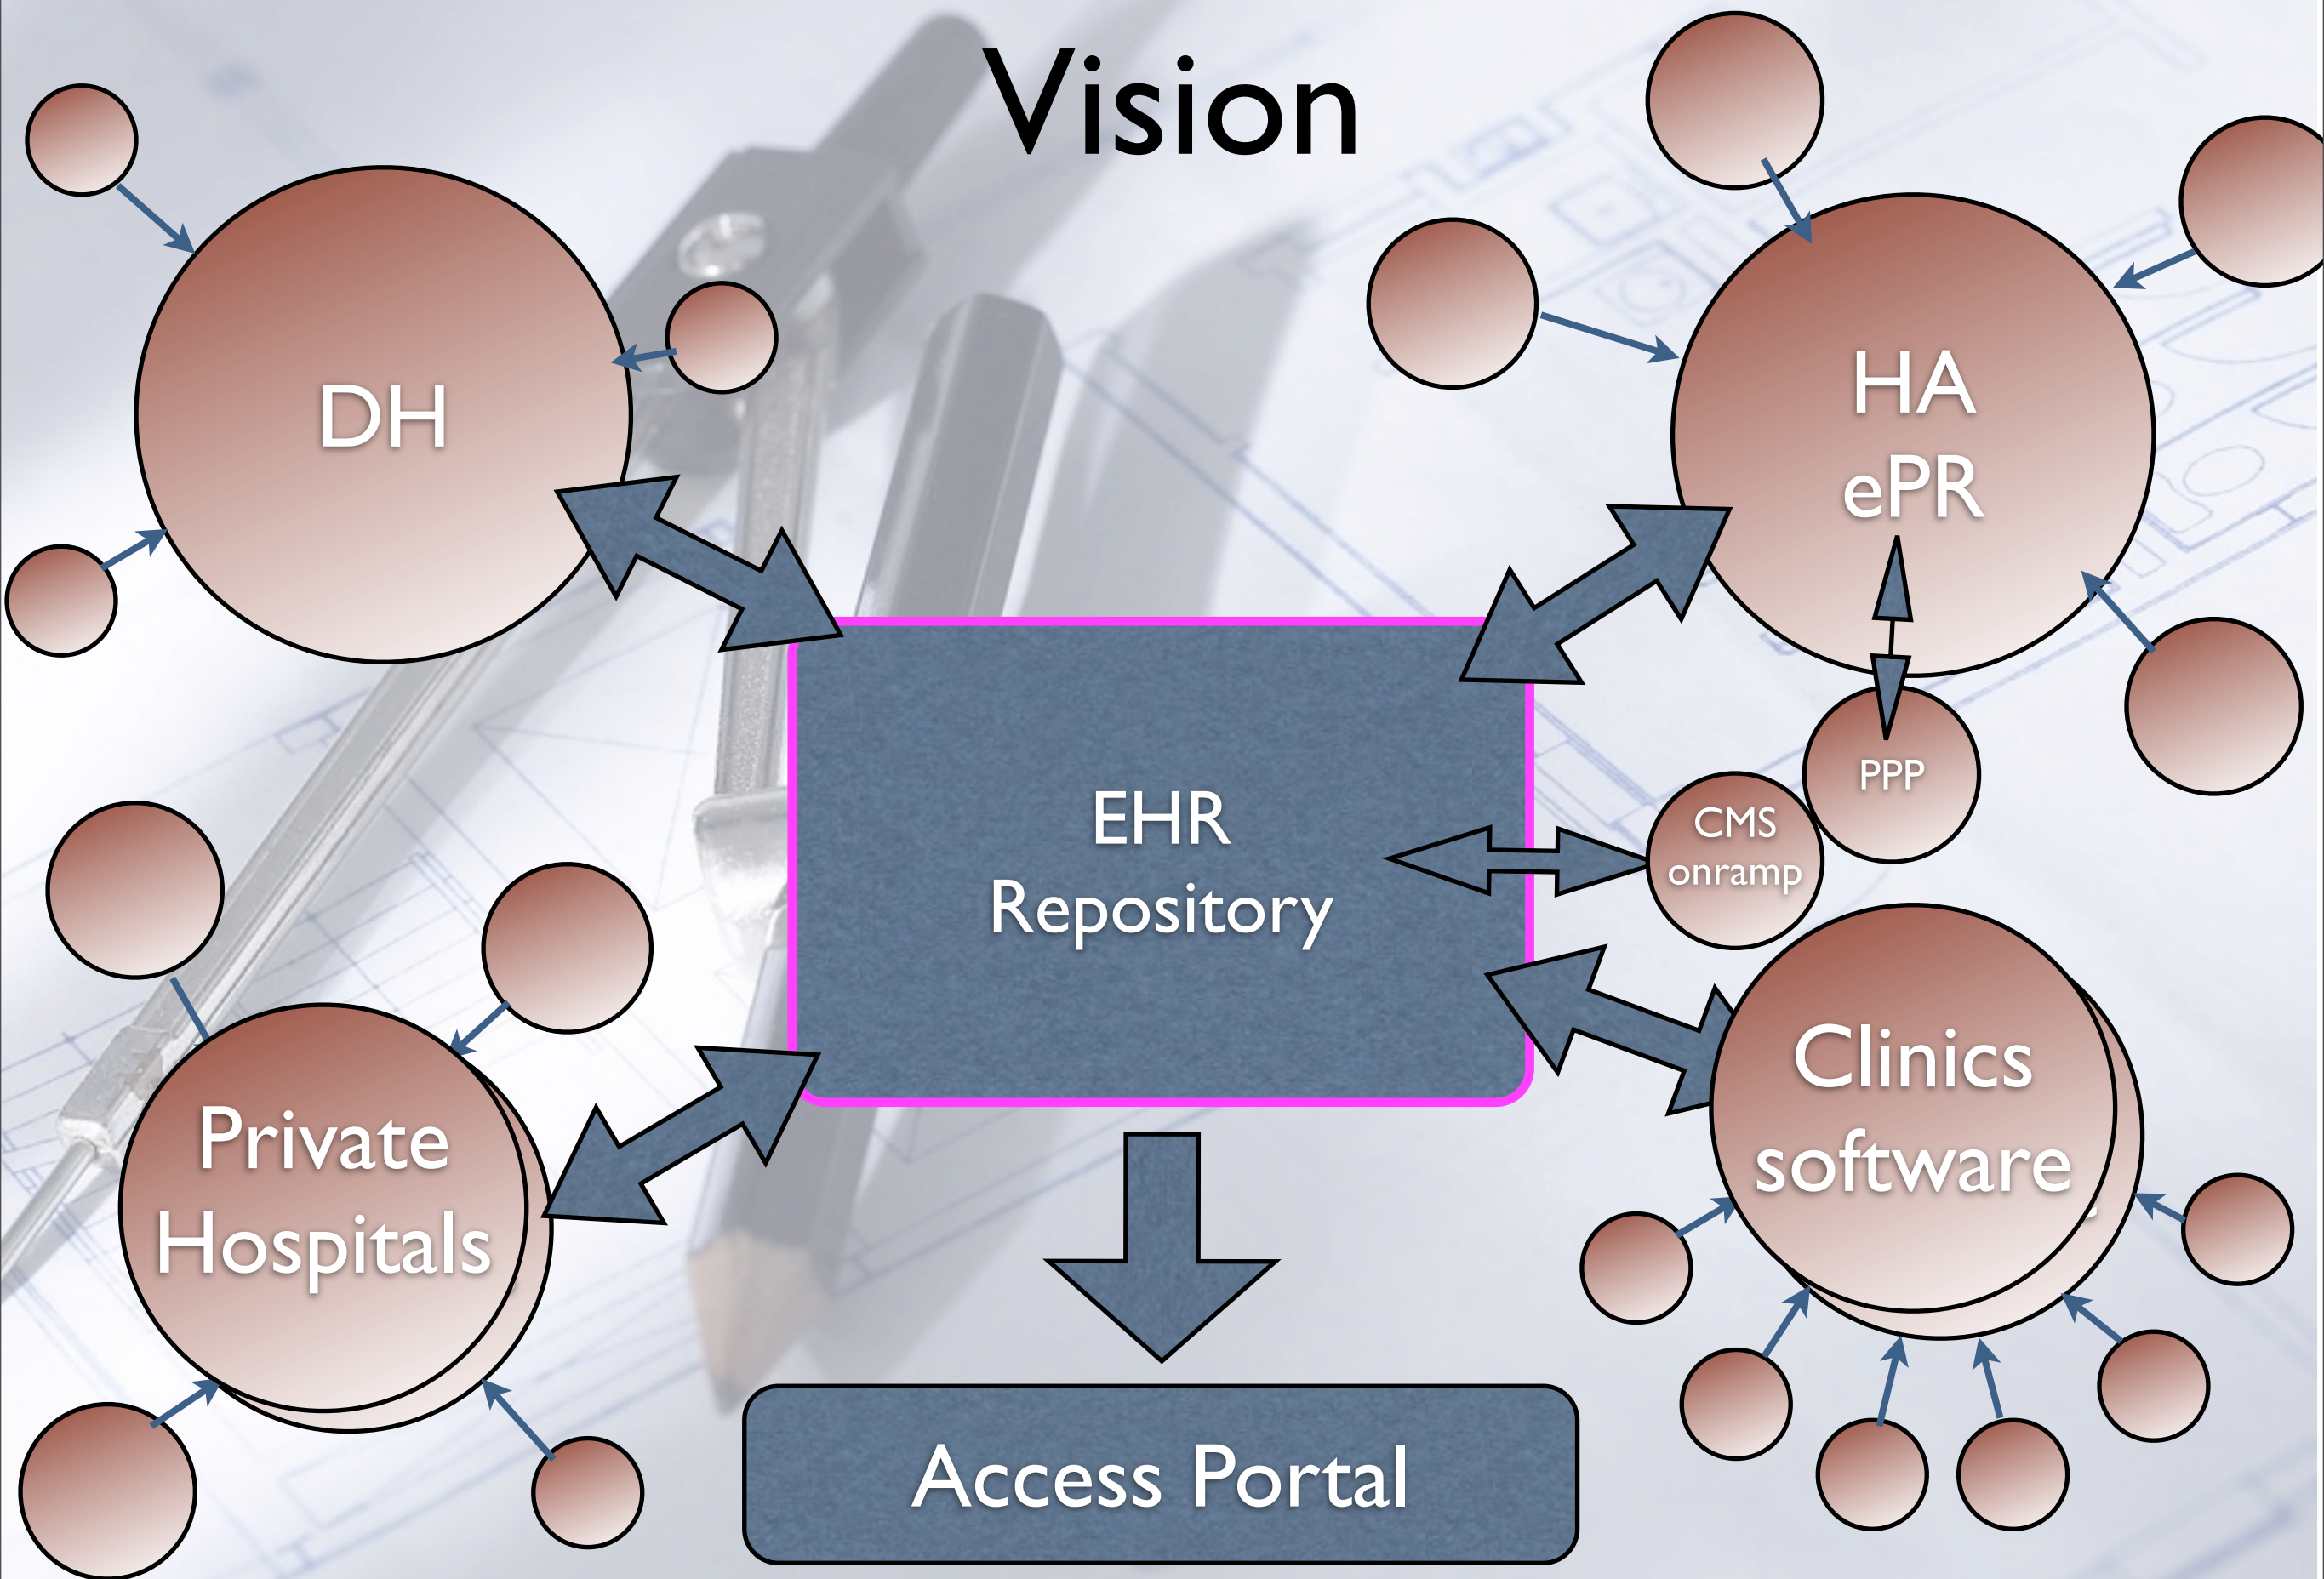 Vision
DH
HA
ePR
PPP
CMS
onramp
EHR
Repository
Clinics
software
Private
Hospitals
Access Portal